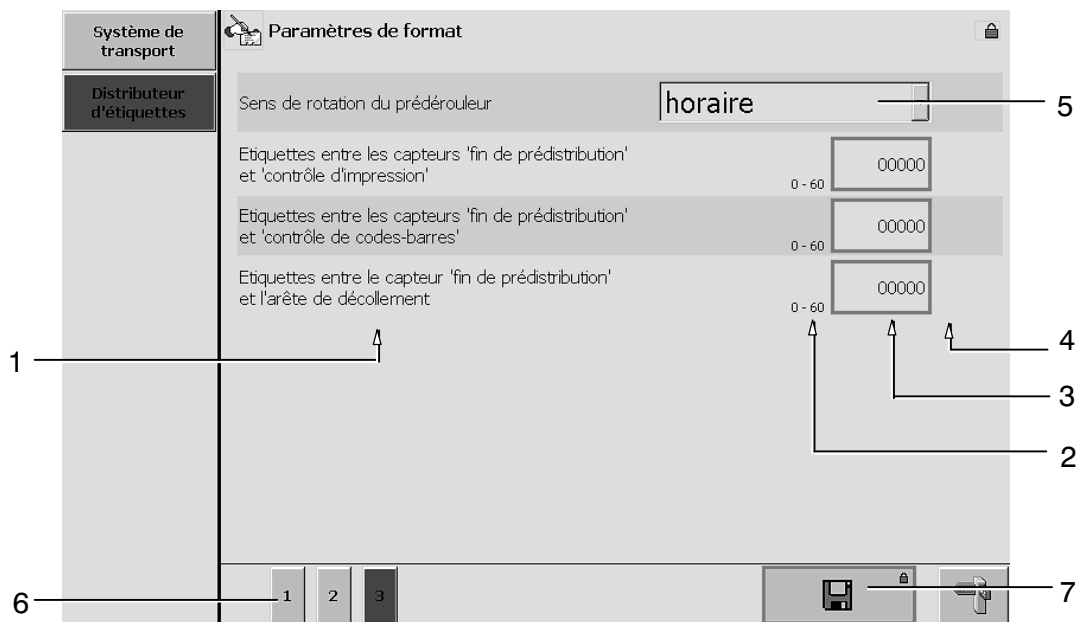 Système de
transport
Paramètres de format
Distributeur
d'étiquettes
Sens de rotation du prédérouleur
horaire
5
Etiquettes entre les capteurs 'fin de prédistribution'
et 'contrôle d'impression'
0 - 60
00000
Etiquettes entre les capteurs 'fin de prédistribution'
et 'contrôle de codes-barres'
0 - 60
00000
Etiquettes entre le capteur 'fin de prédistribution'
et l'arête de décollement
0 - 60
00000
1
4
3
2
6
1
2
3
7